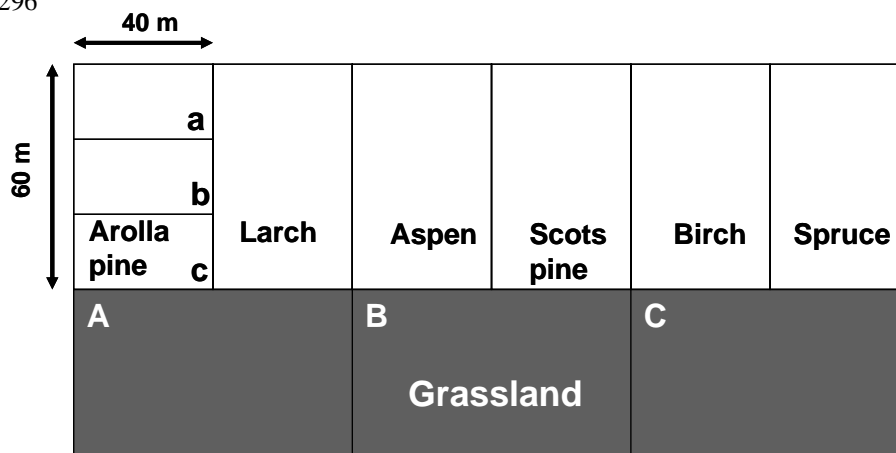 296
40 m
60 m
a
b
Arolla
pine
c
Larch
Aspen
Scots
pine
Birch
Spruce
A
B
C
Grassland